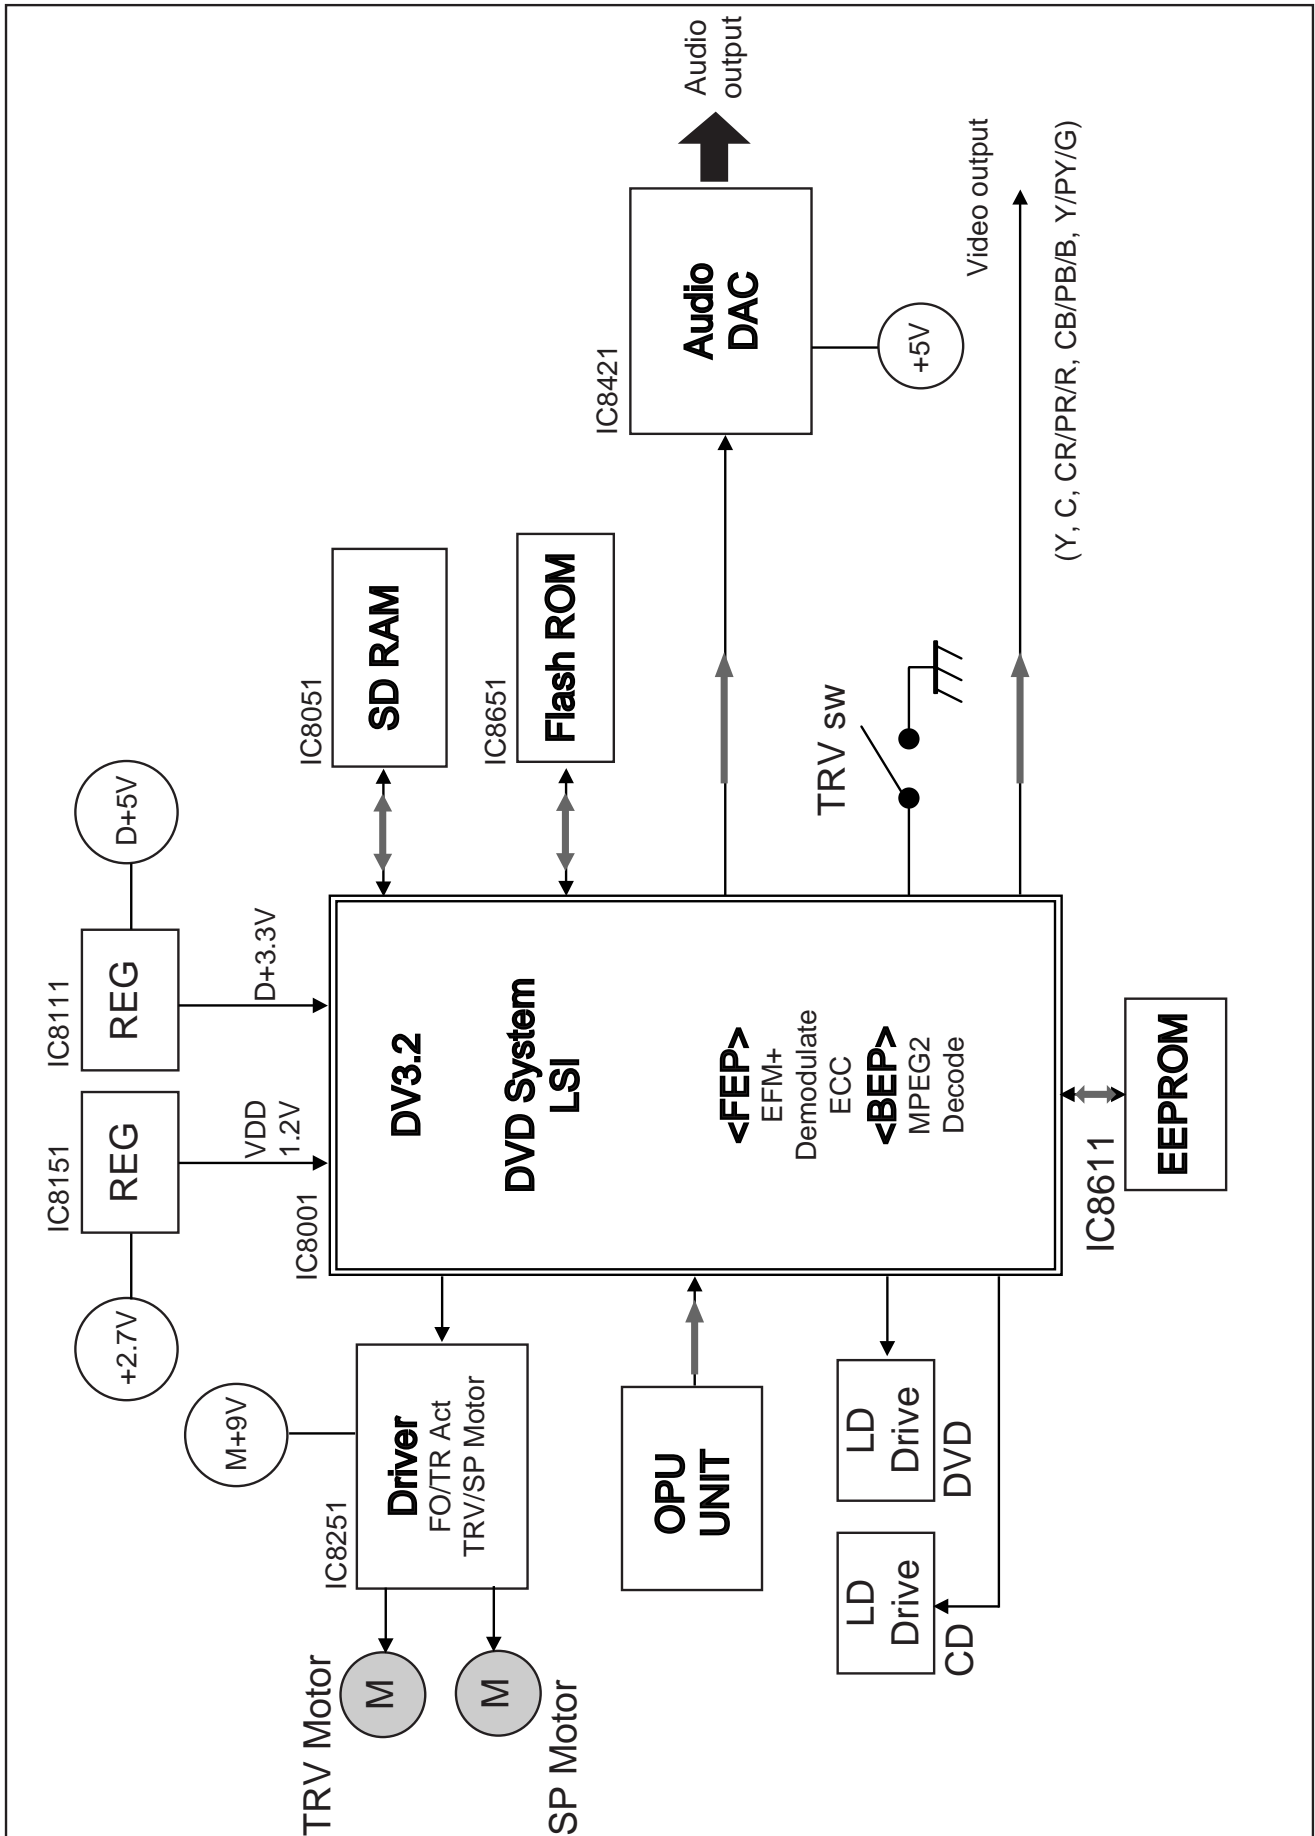 +2.7V
IC8151
REG
VDD
1.2V
IC8111
REG
D+5V
D+3.3V
M+9V
IC8251
Driver
FO/TR Act
TRV/SP Motor
TRV Motor
M
M
SP Motor
IC8001
DV3.2
DVD System
LSI
<FEP>
EFM+
Demodulate
ECC
<BEP>
MPEG2
Decode
IC8051
SD RAM
IC8651
Flash ROM
IC8421
Audio
DAC
Audio
output
+5V
TRV sw
Video output
(Y, C, CR/PR/R, CB/PB/B, Y/PY/G)
OPU
UNIT
LD
Drive
DVD
LD
Drive
CD
IC8611
EEPROM